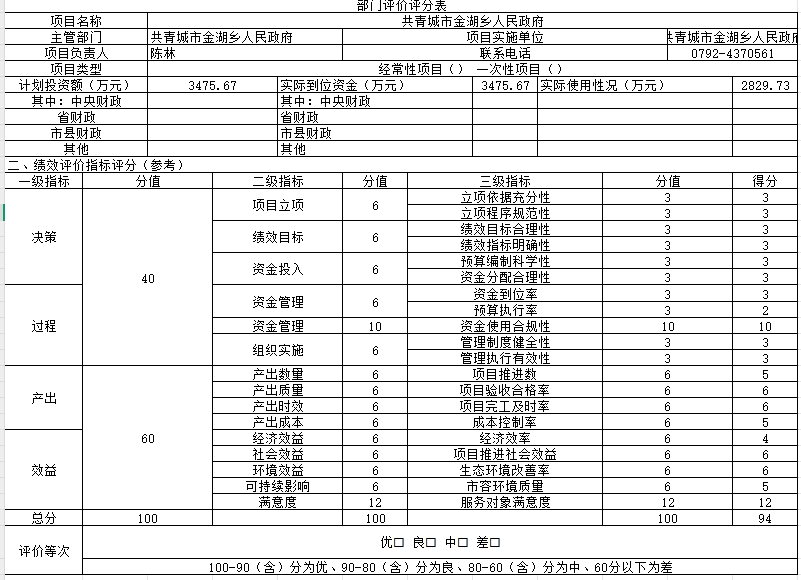 部门评价评分表
项目名称 共青城市金湖乡人民政府
主管部门 共青城市金湖乡人民政府 项目实施单位 共青城市金湖乡人民政府
项目负责人 陈林 联系电话 0792-4370561
项目类型 经常性项目（） 一次性项目（）
计划投资额（万元） 3475.67 实际到位资金（万元） 3475.67 实际使用性况（万元） 2829.73
其中：中央财政 其中：中央财政
省财政 省财政
市县财政 市县财政
其他 其他
二、绩效评价指标评分（参考）
一级指标 分值 二级指标 分值 三级指标 分值 得分
决策 40 项目立项 6 立项依据充分性 3 3
立项程序规范性 3 3
绩效目标 6 绩效目标合理性 3 3
绩效指标明确性 3 3
资金投入 6 预算编制科学性 3 3
资金分配合理性 3 3
过程 资金管理 6 资金到位率 3 3
预算执行率 3 2
资金管理 10 资金使用合规性 10 10
组织实施 6 管理制度健全性 3 3
管理执行有效性 3 3
产出 60 产出数量 6 项目推进数 6 5
产出质量 6 项目验收合格率 6 6
产出时效 6 项目完工及时率 6 6
产出成本 6 成本控制率 6 5
效益 经济效益 6 经济效率 6 4
社会效益 6 项目推进社会效益 6 6
环境效益 6 生态环境改善率 6 6
可持续影响 6 市容环境质量 6 5
满意度 12 服务对象满意度 12 12
总分 100 100 100 94
评价等次 优□ 良□ 中□ 差□
100-90（含）分为优、90-80（含）分为良、80-60（含）分为中、60分以下为差